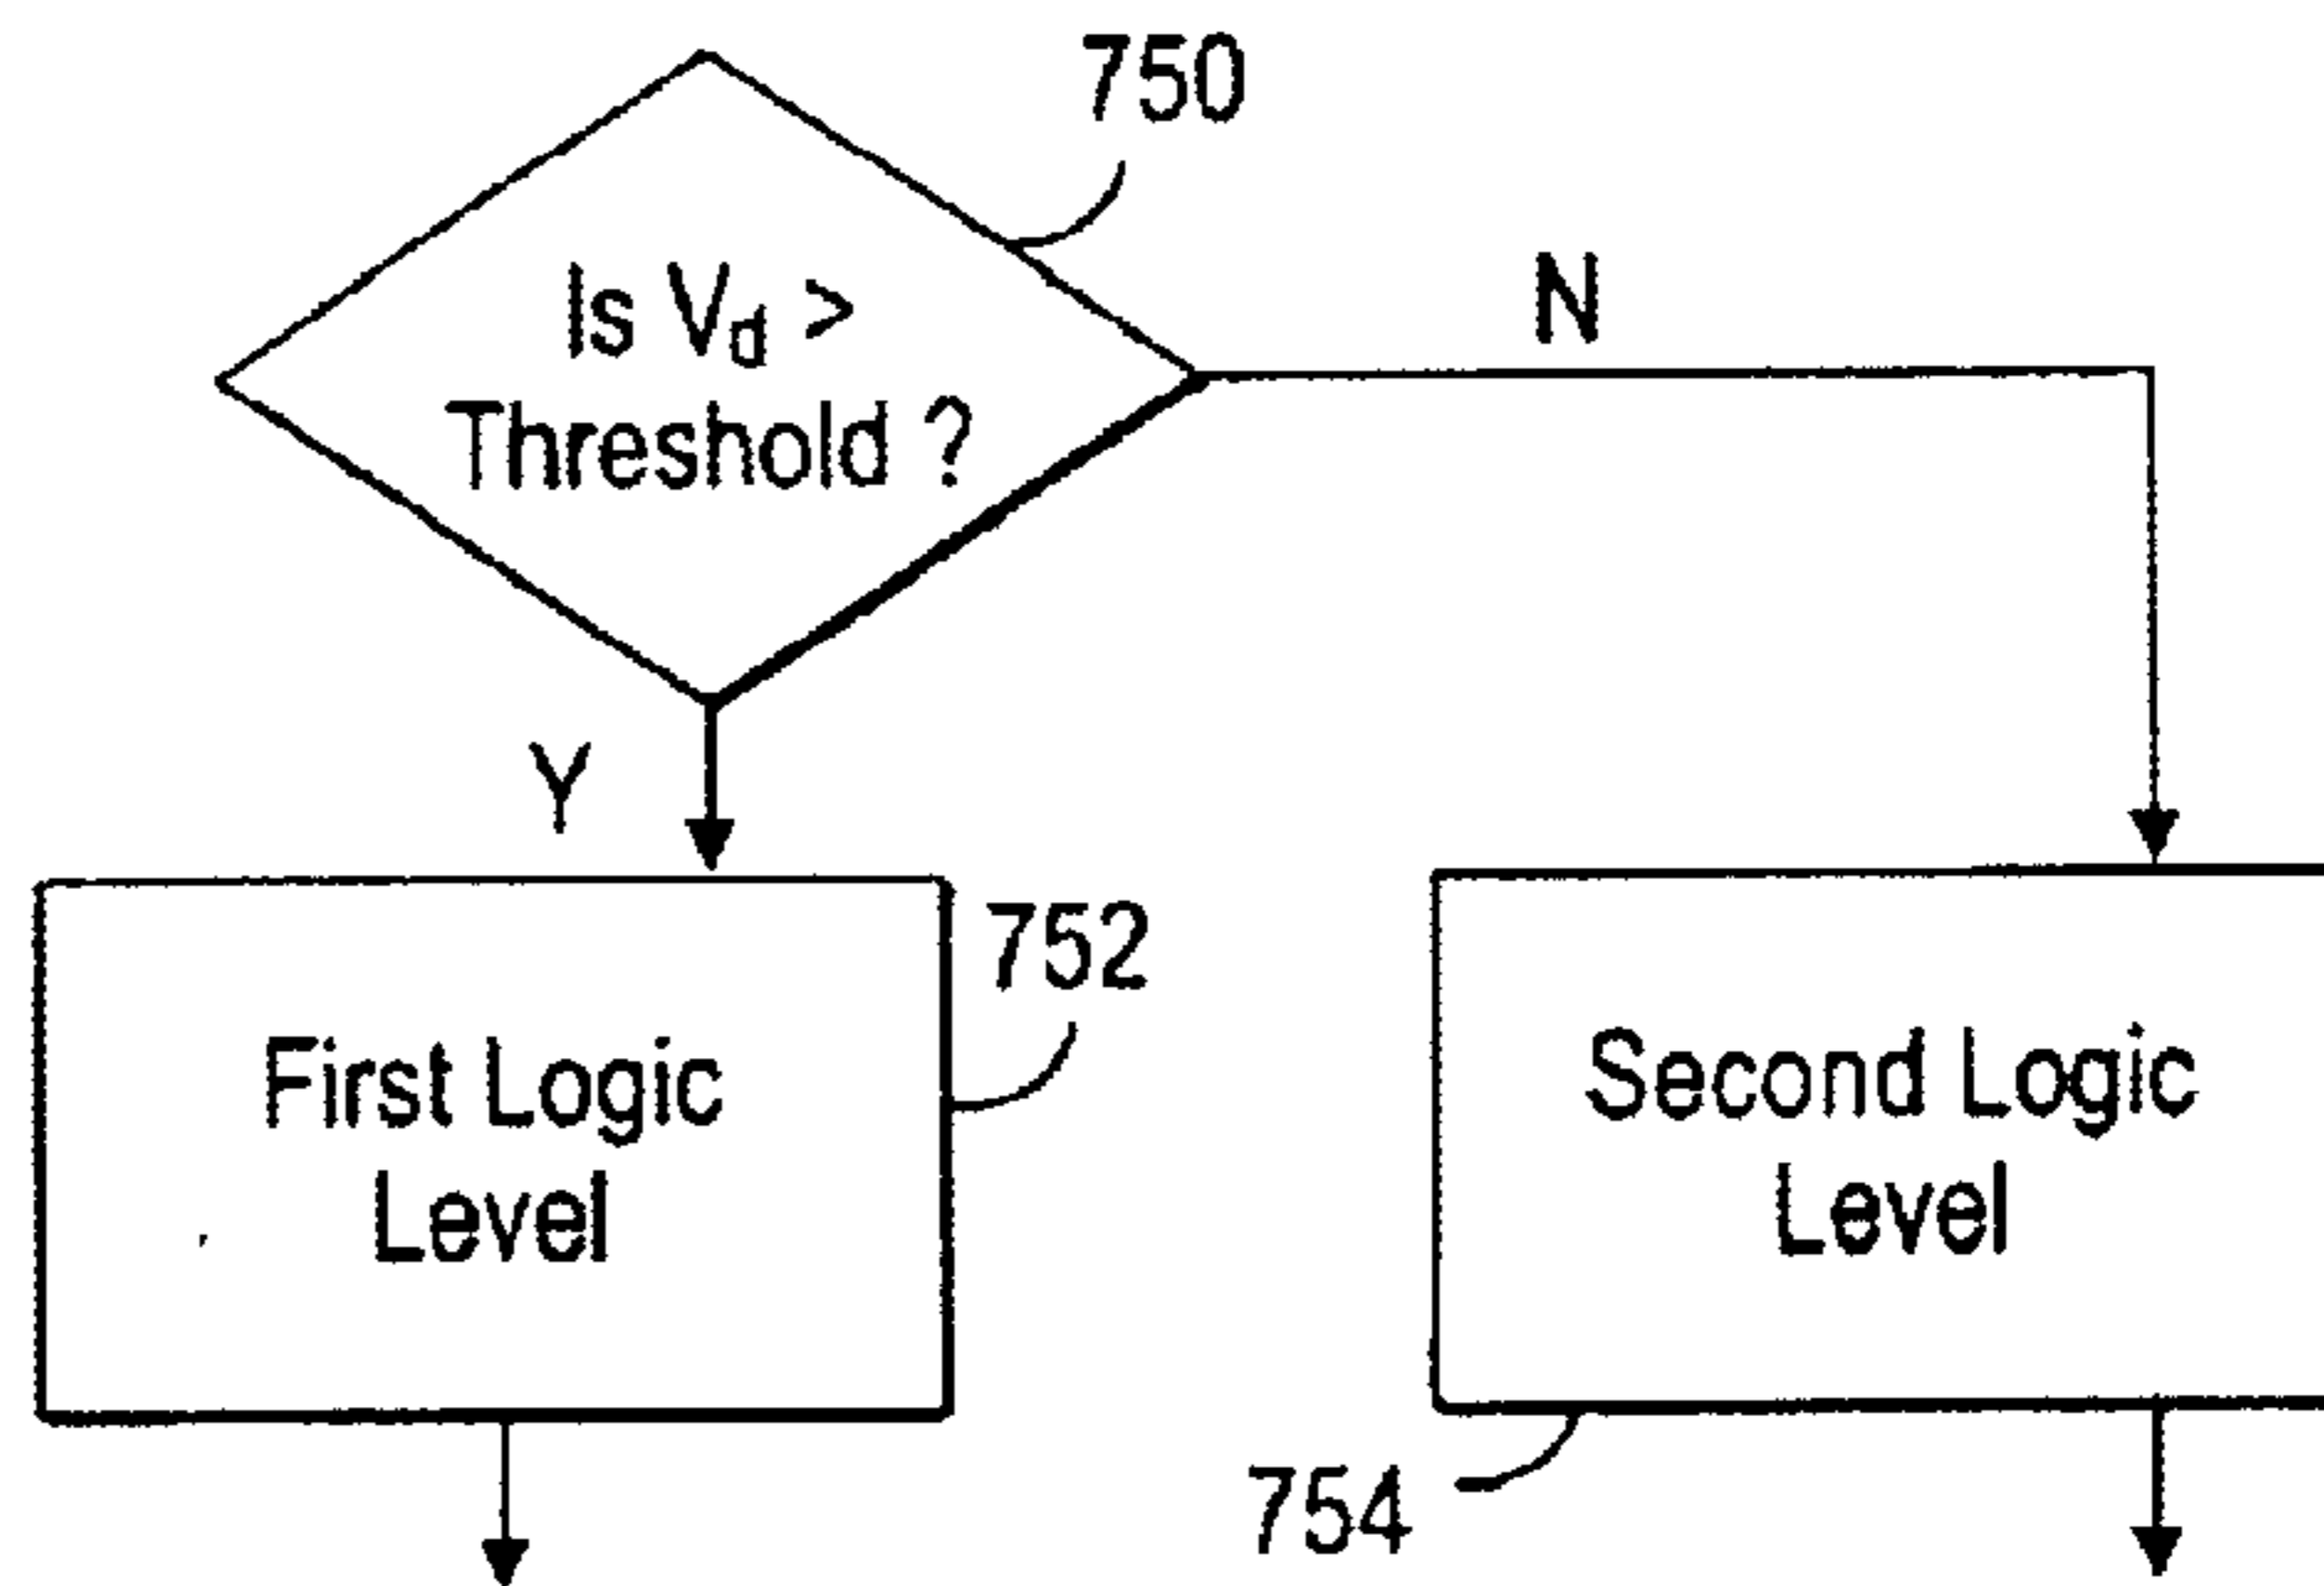 750
Is Vd >
Threshold ?
N
Y
752
First Logic
Level
Second Logic
Level
754